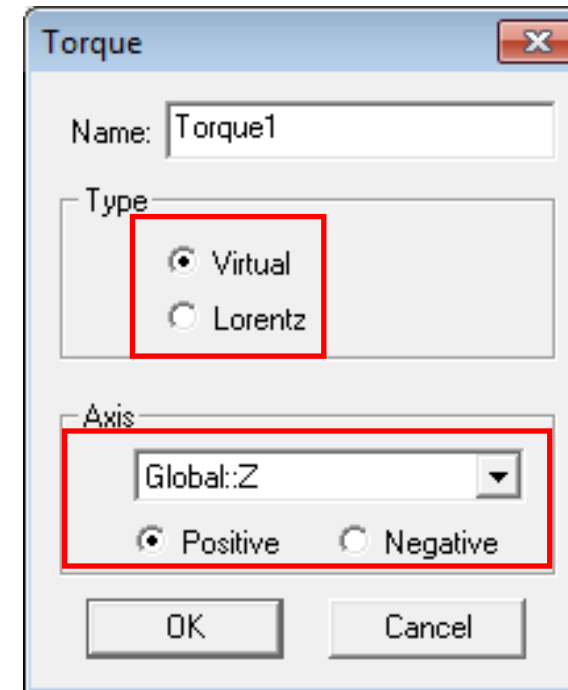 Torque
Name: Torque1
Type
Virtual
Lorentz
Axis
Global::Z
Positive Negative
OK Cancel